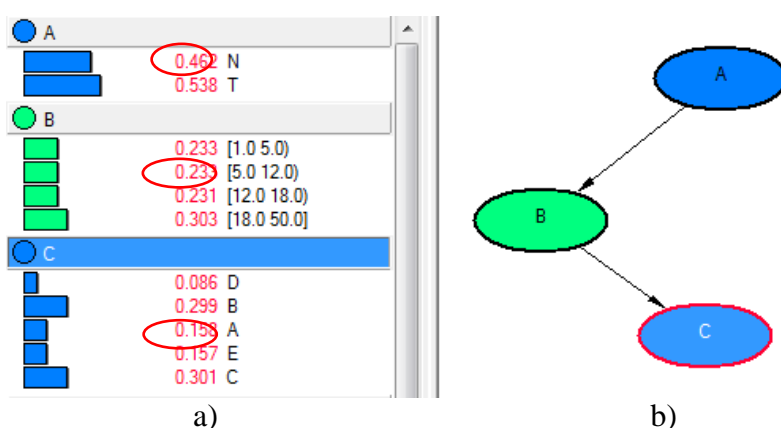 A
0.462 N
0.538 T
B
0.233 [1.0 5.0)
0.233 [5.0 12.0)
0.231 [12.0 18.0)
0.303 [18.0 50.0]
C
0.086 D
0.299 B
0.158 A
0.157 E
0.301 C
a)
A
B
C
b)